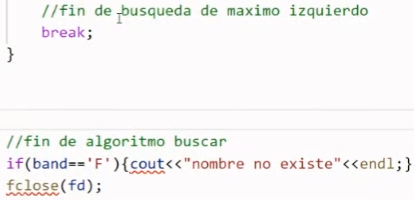 //fin de busqueda de maximo izquierdo
break;
}
//fin de algoritmo buscar
if(band=='F'){cout<<"nombre no existe"<<endl;}
fclose(fd);